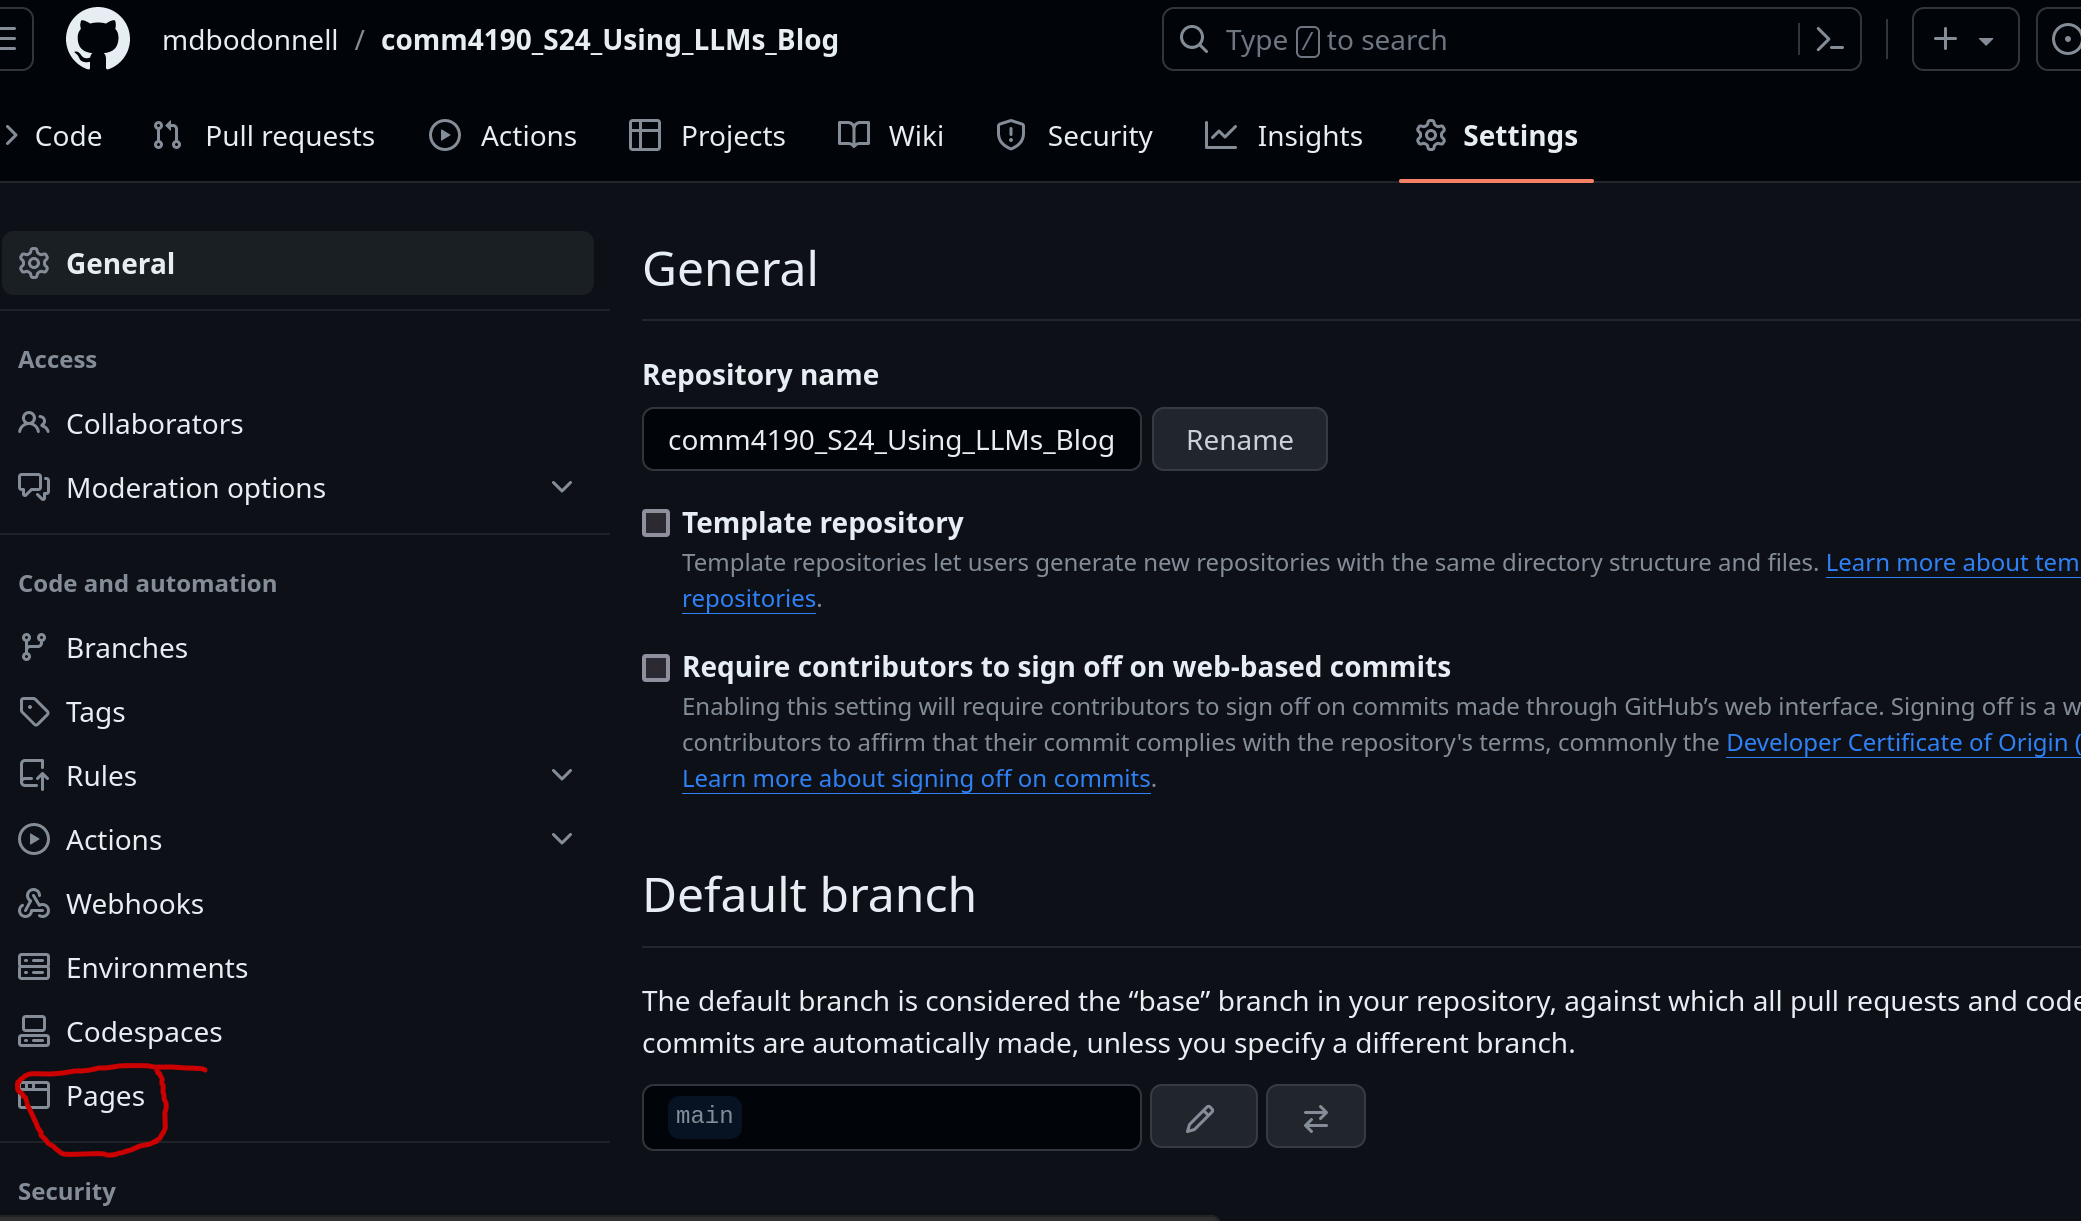 mdbodonnell / comm4190_S24_Using_LLMs_Blog
Type / to search
Code Pull requests Actions Projects Wiki Security Insights Settings
General
Access
Collaborators
Moderation options
Code and automation
Branches
Tags
Rules
Actions
Webhooks
Environments
Codespaces
Pages
Security
General
Repository name
comm4190_S24_Using_LLMs_Blog Rename
Template repository
Template repositories let users generate new repositories with the same directory structure and files. Learn more about tem
repositories.
Require contributors to sign off on web-based commits
Enabling this setting will require contributors to sign off on commits made through GitHub’s web interface. Signing off is a w
contributors to affirm that their commit complies with the repository's terms, commonly the Developer Certificate of Origin (
Learn more about signing off on commits.
Default branch
The default branch is considered the “base” branch in your repository, against which all pull requests and code
commits are automatically made, unless you specify a different branch.
main